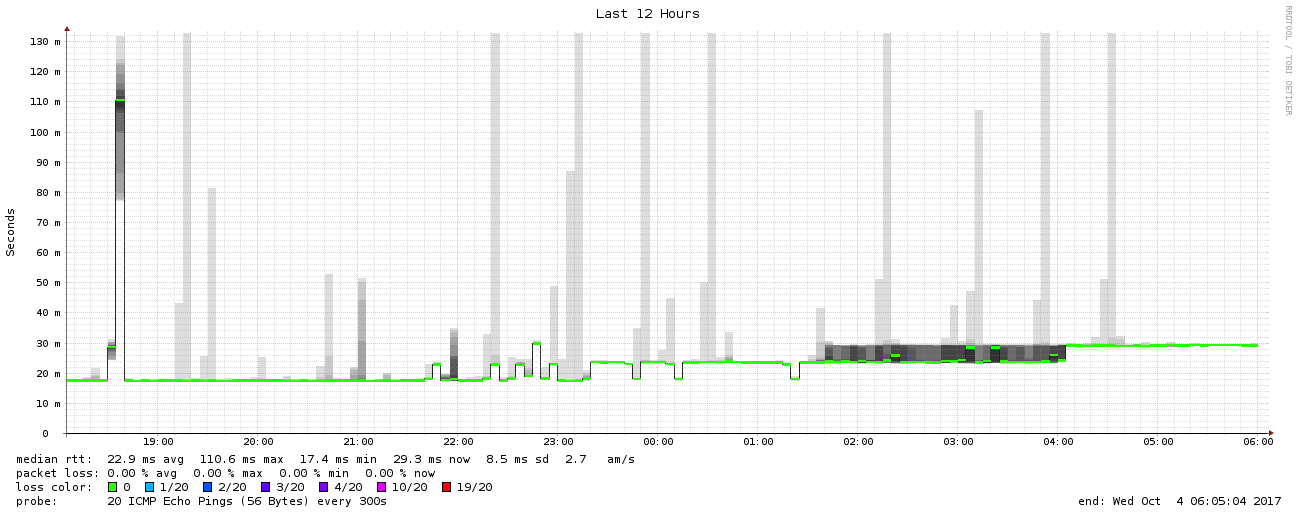 Last 12 Hours
RRDTOOL / TOBI OETIKER
Seconds
130 m
120 m
110 m
100 m
90 m
80 m
70 m
60 m
50 m
40 m
30 m
20 m
10 m
0
19:00 20:00 21:00 22:00 23:00 00:00 01:00 02:00 03:00 04:00 05:00 06:00
median rtt: 22.9 ms avg 110.6 ms max 17.4 ms min 29.3 ms now 8.5 ms sd 2.7 am/s
packet loss: 0.00 % avg 0.00 % max 0.00 % min 0.00 % now
loss color: 0 1/20 2/20 3/20 4/20 10/20 19/20
probe: 20 ICMP Echo Pings (56 Bytes) every 300s end: Wed Oct 4 06:05:04 2017